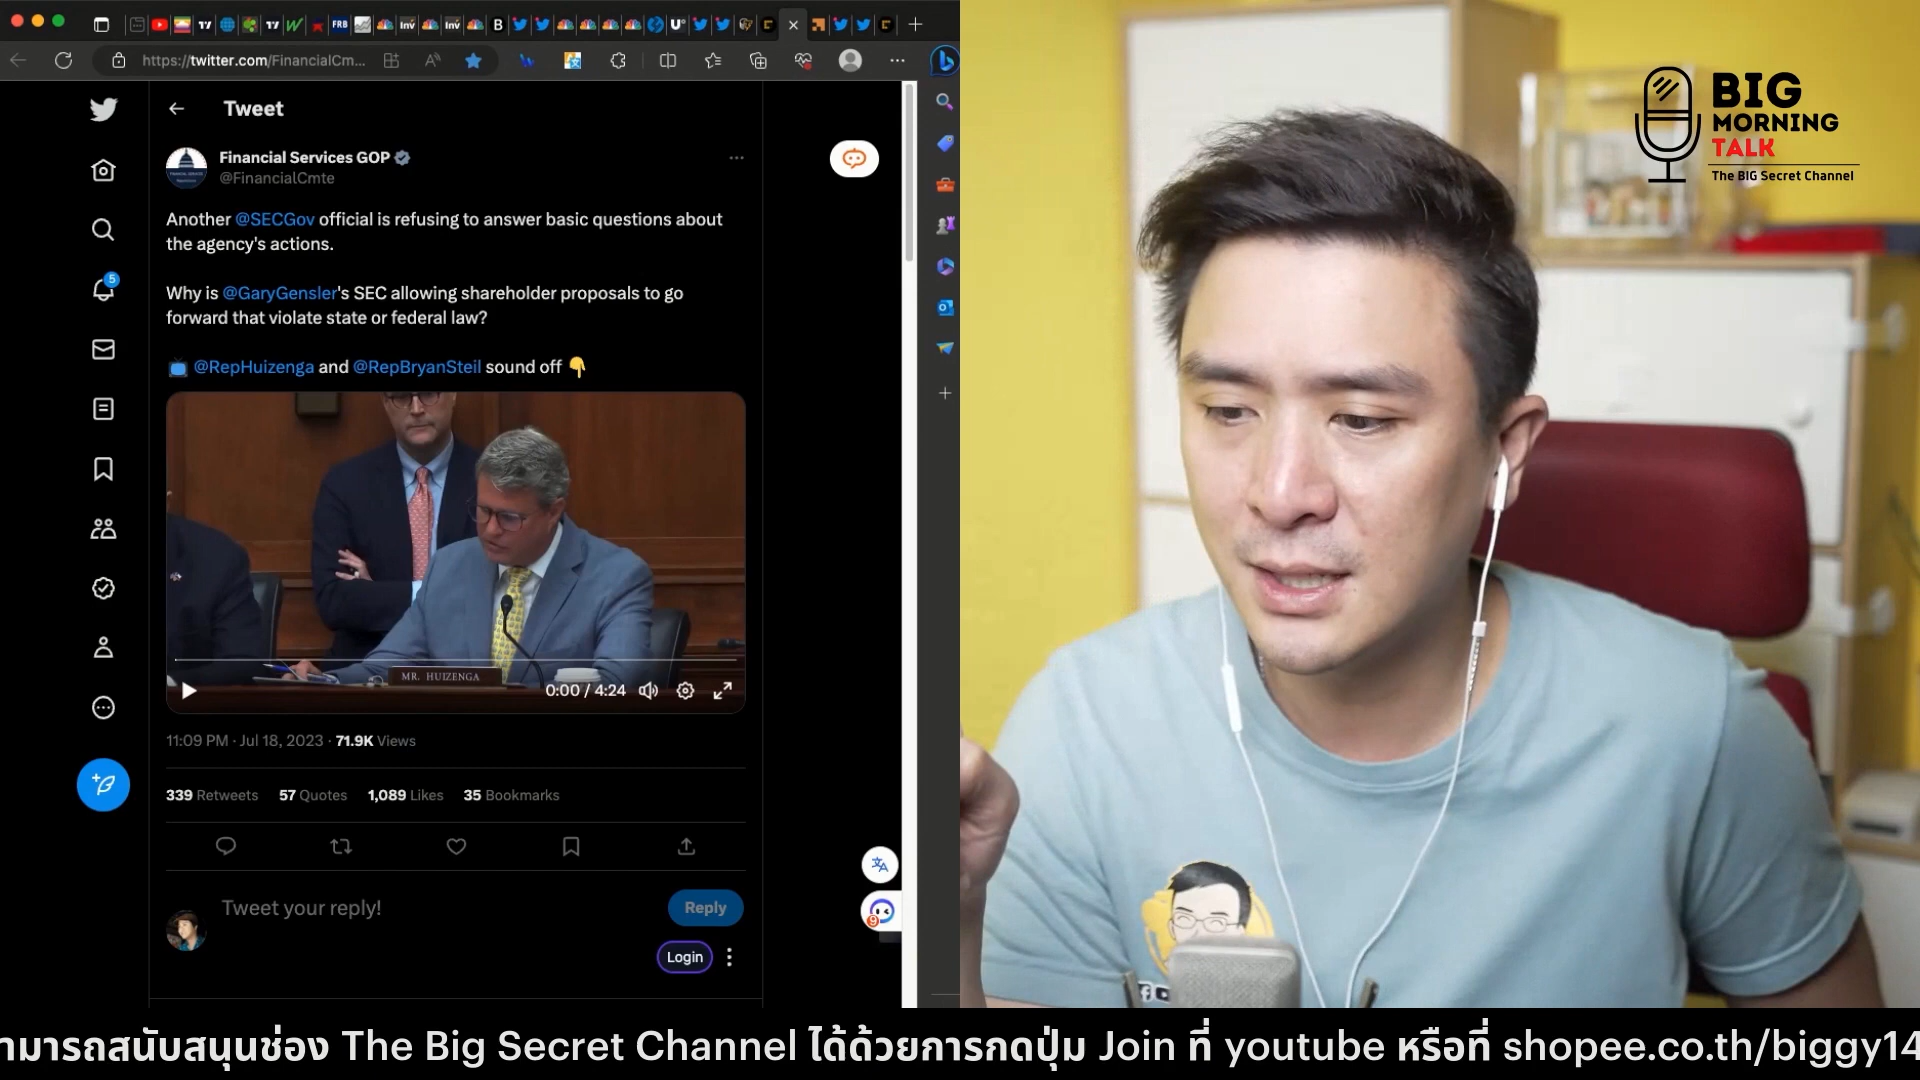 https://twitter.com/FinancialCm...
Tweet
Financial Services GOP
@FinancialCmte
Another @SECGov official is refusing to answer basic questions about
the agency's actions.
Why is @GaryGensler's SEC allowing shareholder proposals to go
forward that violate state or federal law?
@RepHuizenga and @RepBryanSteil sound off
MR. HUIZENGA
0:00 / 4:24
11:09 PM · Jul 18, 2023 · 71.9K Views
339 Retweets 57 Quotes 1,089 Likes 35 Bookmarks
Tweet your reply!
Reply
Login
5
9
BIG
MORNING
TALK
The BIG Secret Channel
ามารถสนับสนุนช่อง The Big Secret Channel ได้ด้วยการกดปุ่ม Join ที่ youtube หรือที่ shopee.co.th/biggy14